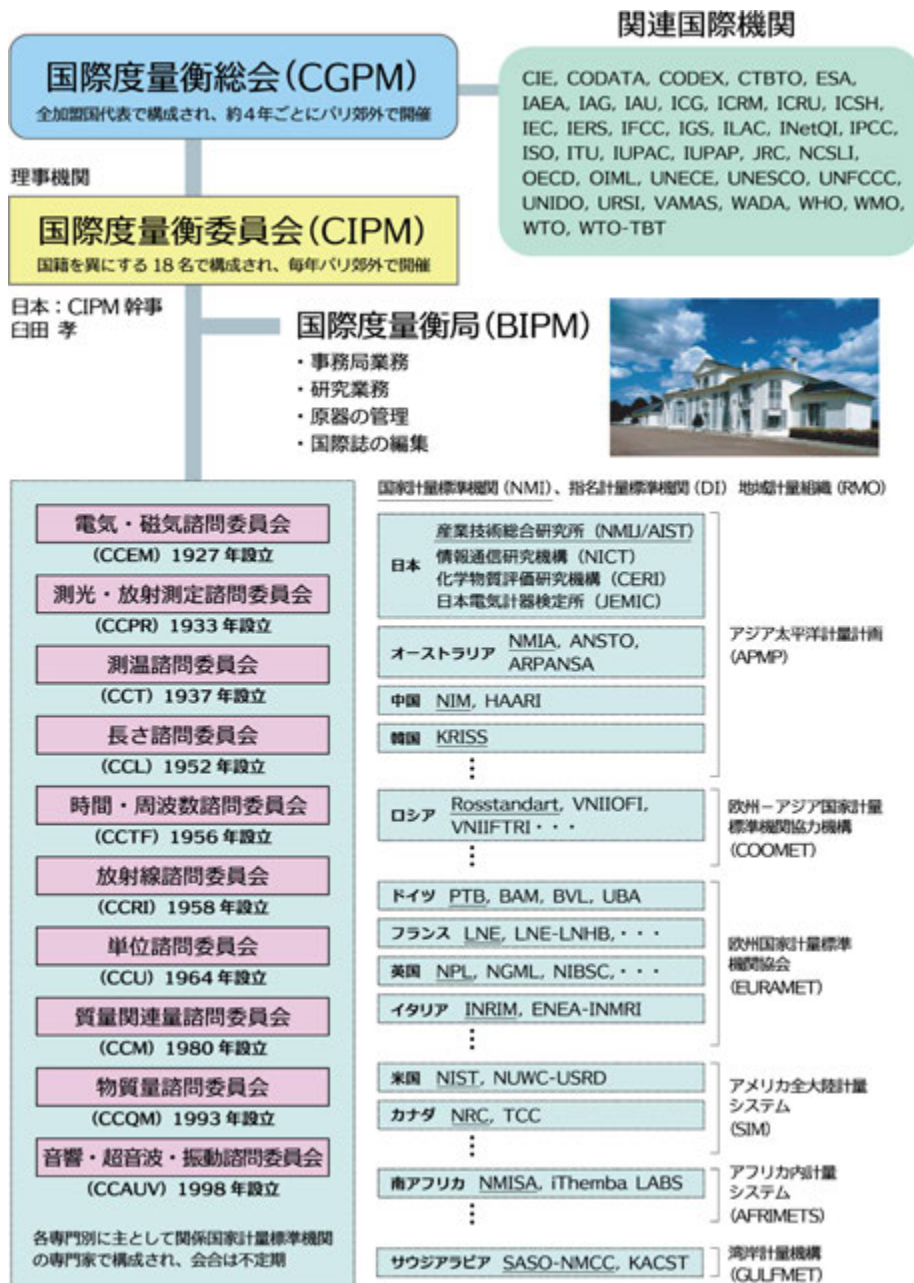 関連国際機関
国際度量衡総会(CGPM)
全加盟国代表で構成され、約4年ごとにパリ郊外で開催
CIE, CODATA, CODEX, CTBTO, ESA,
IAEA, IAG, IAU, ICG, ICRM, ICRU, ICSH,
IEC, IERS, IFCC, IGS, ILAC, INetQI, IPCC,
ISO, ITU, IUPAC, IUPAP, JRC, NCSLI,
OECD, OIML, UNECE, UNESCO, UNFCCC,
UNIDO, URSI, VAMAS, WADA, WHO, WMO,
WTO, WTO-TBT
理事機関
国際度量衡委員会(CIPM)
国籍を異にする18名で構成され、毎年パリ郊外で開催
日本：CIPM 幹事
臼田 孝
国際度量衡局(BIPM)
・事務局業務
・研究業務
・原器の管理
・国際誌の編集
電気・磁気諮問委員会
(CCEM) 1927年設立
測光・放射測定諮問委員会
(CCPR) 1933年設立
測温諮問委員会
(CCT) 1937年設立
長さ諮問委員会
(CCL) 1952年設立
時間・周波数諮問委員会
(CCTF) 1956年設立
放射線諮問委員会
(CCRI) 1958年設立
単位諮問委員会
(CCU) 1964年設立
質量関連量諮問委員会
(CCM) 1980年設立
物質量諮問委員会
(CCQM) 1993年設立
音響・超音波・振動諮問委員会
(CCAUV) 1998年設立
各専門別に主として関係国家計量標準機関
の専門家で構成され、会合は不定期
国家計量標準機関(NMI)、指名計量標準機関(DI) 地域計量組織(RMO)
日本
産業技術総合研究所(NMIJ/AIST)
情報通信研究機構(NICT)
化学物質評価研究機構(CERI)
日本電気計器検定所(JEMIC)
オーストラリア NMIA, ANSTO,
ARPANSA
中国 NIM, HAARI
韓国 KRISS
アジア太平洋計量計画
(APMP)
ロシア Rosstandart, VNIIOFI,
VNIIFTRI・・・
欧州－アジア国家計量
標準機関協力機構
(COOMET)
ドイツ PTB, BAM, BVL, UBA
フランス LNE, LNE-LNHB,・・・
英国 NPL, NGML, NIBSC,・・・
イタリア INRIM, ENEA-INMRI
欧州国家計量標準
機関協会
(EURAMET)
米国 NIST, NUWC-USRD
カナダ NRC, TCC
アメリカ全大陸計量
システム
(SIM)
南アフリカ NMISA, iThemba LABS
アフリカ内計量
システム
(AFRIMETS)
サウジアラビア SASO-NMCC, KACST
湾岸計量機構
(GULFMET)